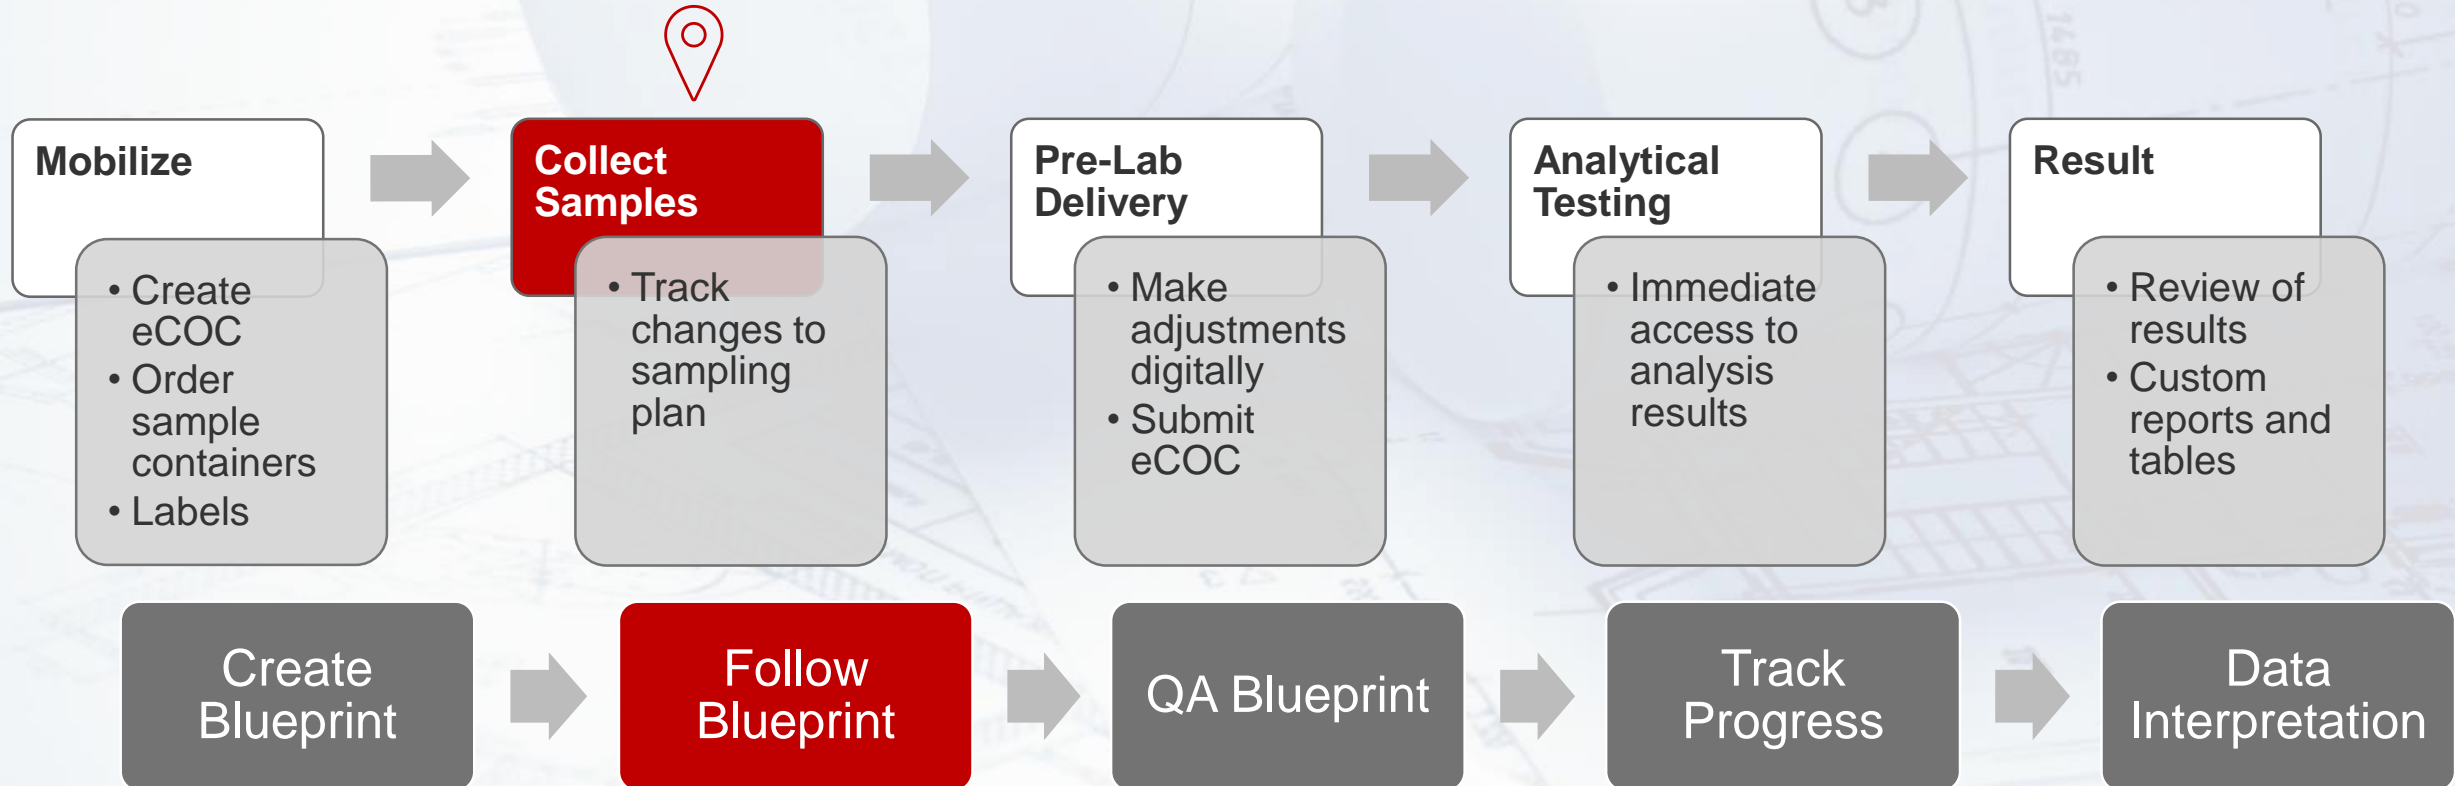 Mobilize
• Create
eCOC
• Order
sample
containers
• Labels
Collect
Samples
• Track
changes to
sampling
plan
Pre-Lab
Delivery
• Make
adjustments
digitally
• Submit
eCOC
Analytical
Testing
• Immediate
access to
analysis
results
Result
• Review of
results
• Custom
reports and
tables
Create
Blueprint
Follow
Blueprint
QA Blueprint
Track
Progress
Data
Interpretation
1485